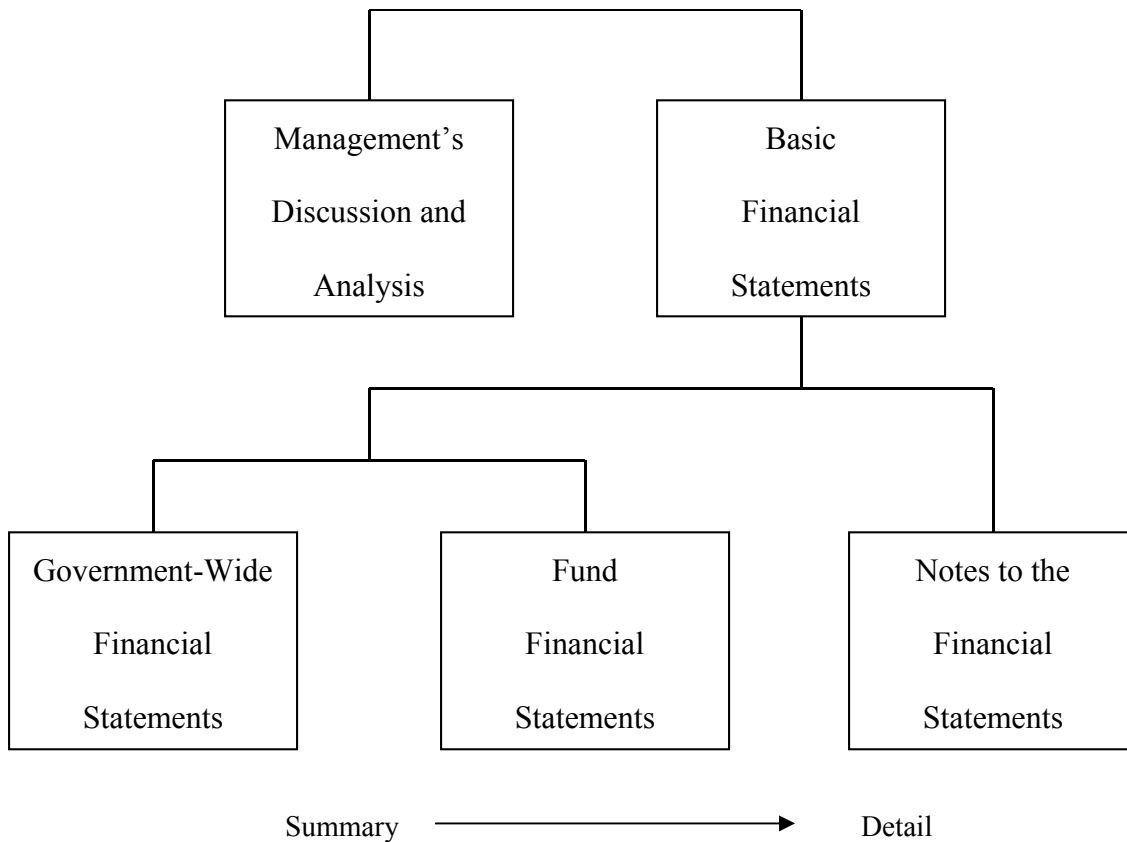 Management’s
Discussion and
Analysis
Basic
Financial
Statements
Government-Wide
Financial
Statements
Fund
Financial
Statements
Notes to the
Financial
Statements
Summary
Detail